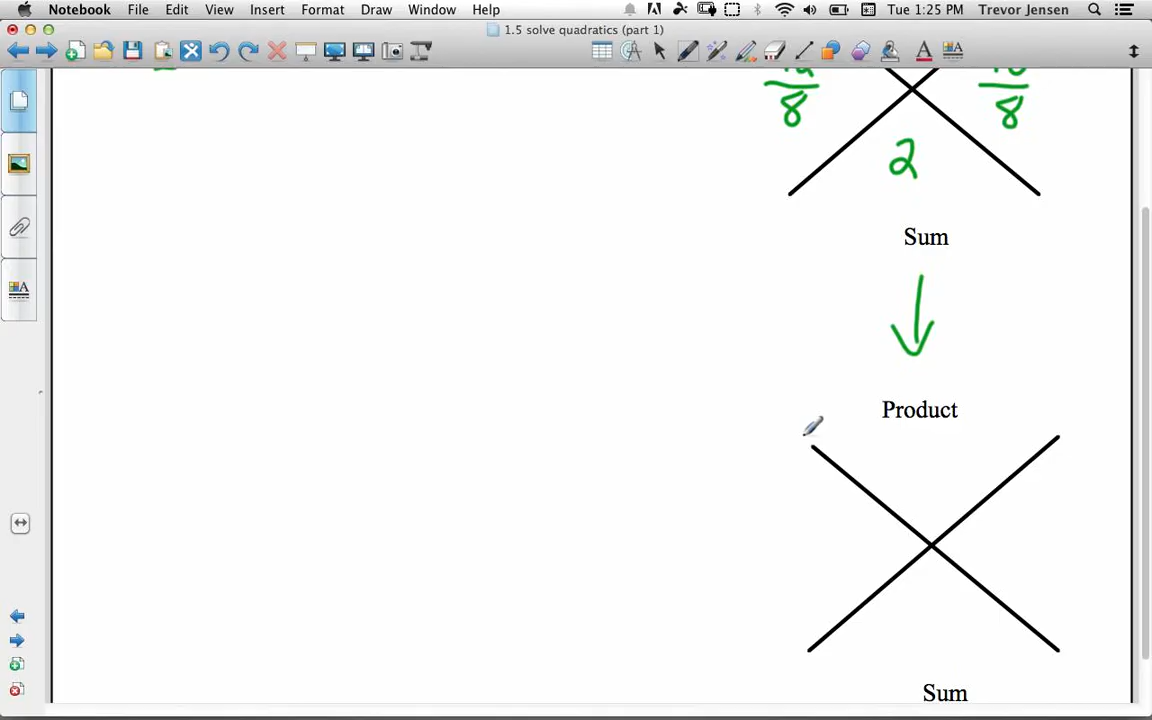 Notebook File Edit View Insert Format Draw Window Help Tue 1:25 PM Trevor Jensen
1.5 solve quadratics (part 1)
8
8
2
Sum
Product
Sum